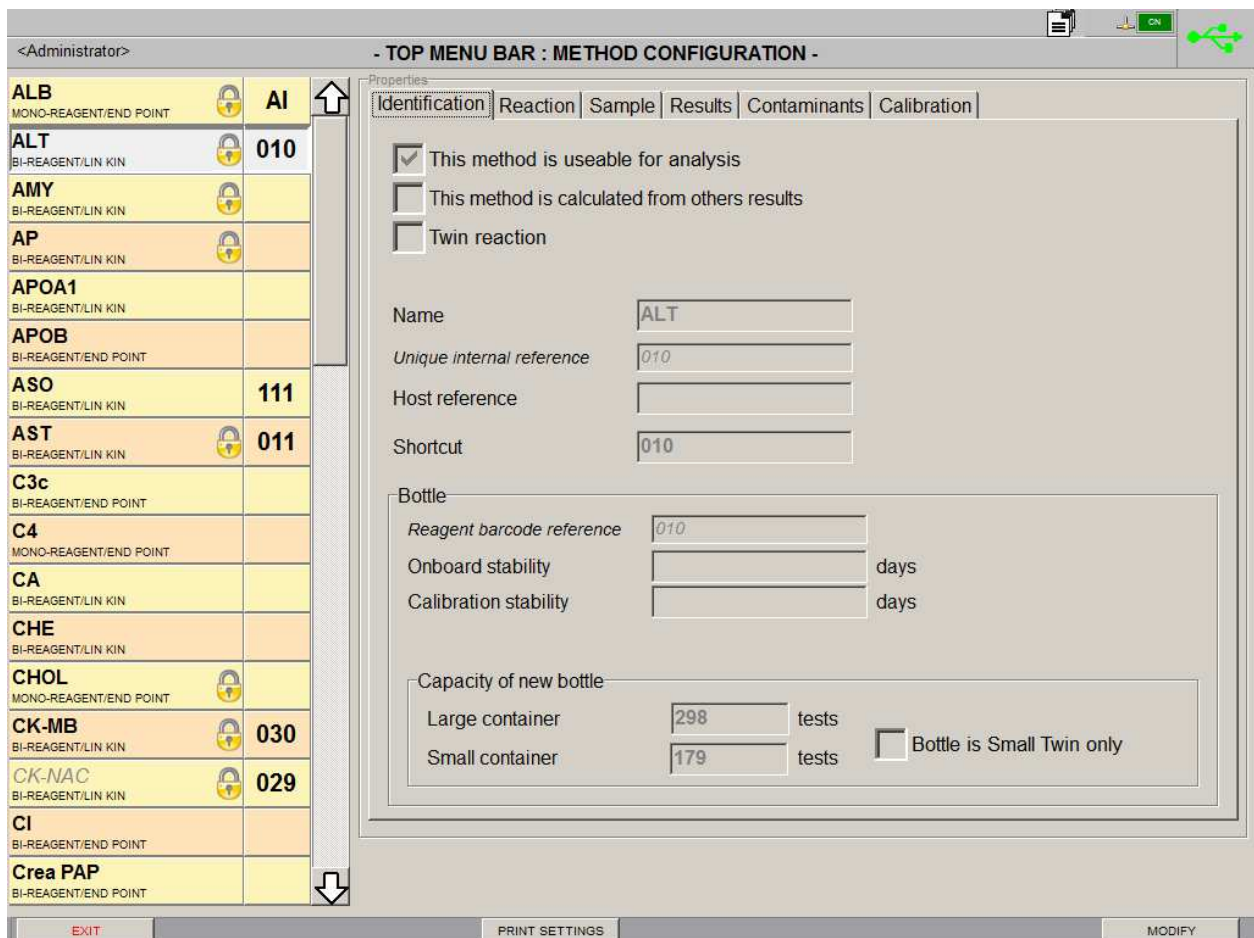 CN
<Administrator>
- TOP MENU BAR : METHOD CONFIGURATION -
ALB
MONO-REAGENT/END POINT
AI
ALT
BI-REAGENT/LIN KIN
010
AMY
BI-REAGENT/LIN KIN
AP
BI-REAGENT/LIN KIN
APOA1
BI-REAGENT/LIN KIN
APOB
BI-REAGENT/END POINT
ASO
BI-REAGENT/LIN KIN
111
AST
BI-REAGENT/LIN KIN
011
C3c
BI-REAGENT/END POINT
C4
MONO-REAGENT/END POINT
CA
BI-REAGENT/LIN KIN
CHE
BI-REAGENT/LIN KIN
CHOL
MONO-REAGENT/END POINT
CK-MB
BI-REAGENT/LIN KIN
030
CK-NAC
BI-REAGENT/LIN KIN
029
Cl
BI-REAGENT/END POINT
Crea PAP
BI-REAGENT/END POINT
Properties
Identification Reaction Sample Results Contaminants Calibration
This method is useable for analysis
This method is calculated from others results
Twin reaction
Name ALT
Unique internal reference 010
Host reference
Shortcut 010
Bottle
Reagent barcode reference 010
Onboard stability days
Calibration stability days
Capacity of new bottle
Large container 298 tests
Small container 179 tests
Bottle is Small Twin only
EXIT PRINT SETTINGS MODIFY